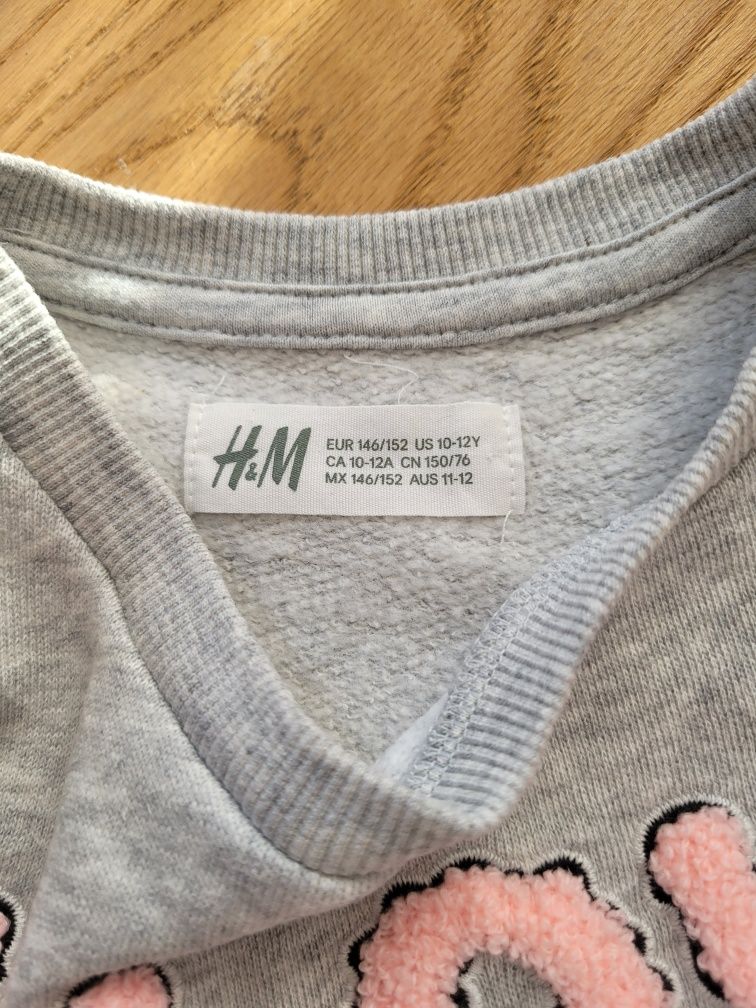 H&M
EUR 146/152 US 10-12Y
CA 10-12A CN 150/76
MX 146/152 AUS 11-12